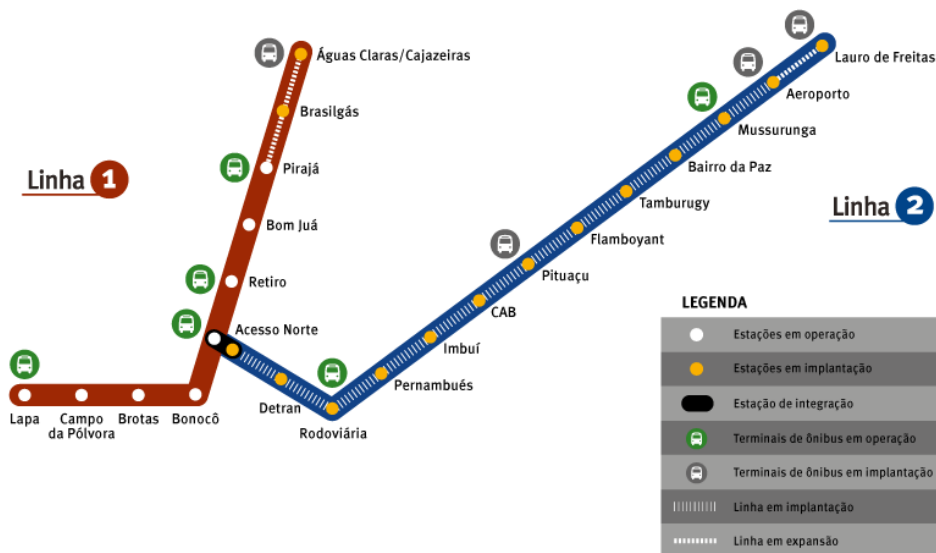 Águas Claras/Cajazeiras
Lauro de Freitas
Aeroporto
Brasilgás
Mussurunga
Bairro da Paz
Pirajá
Linha 1
Tamburugy
Linha 2
Bom Juá
Flamboyant
Pituaçu
Retiro
CAB
Acesso Norte
Imbuí
Pernambués
Detran
Rodoviária
Lapa
Campo
da Pólvora
Brotas
Bonocô
LEGENDA
Estações em operação
Estações em implantação
Estação de integração
Terminais de ônibus em operação
Terminais de ônibus em implantação
Linha em implantação
Linha em expansão